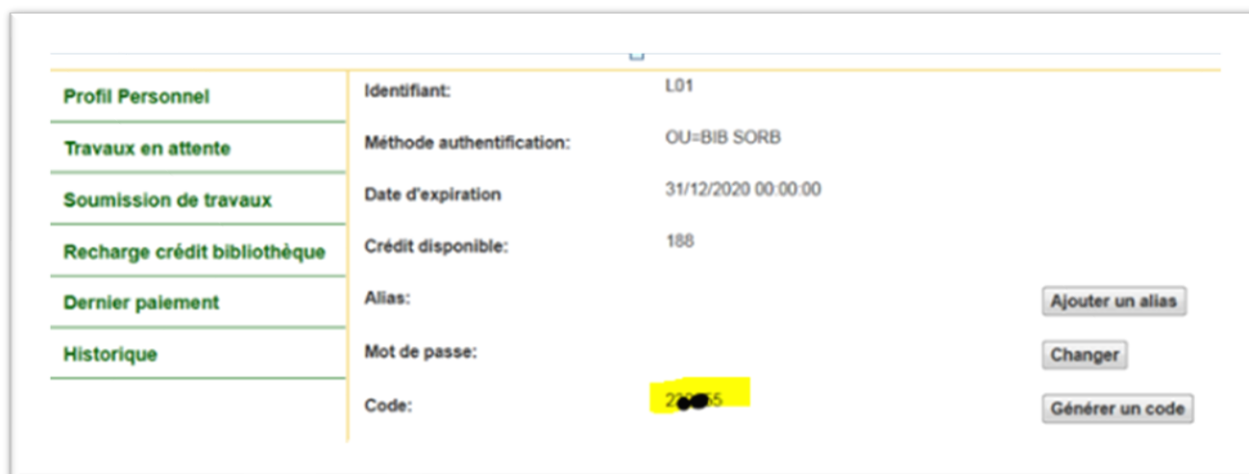 Profil Personnel
Travaux en attente
Soumission de travaux
Recharge crédit bibliothèque
Dernier paiement
Historique
Identifiant: L01
Méthode authentification: OU=BIB SORB
Date d'expiration 31/12/2020 00:00:00
Crédit disponible: 188
Alias: Ajouter un alias
Mot de passe: Changer
Code: Générer un code